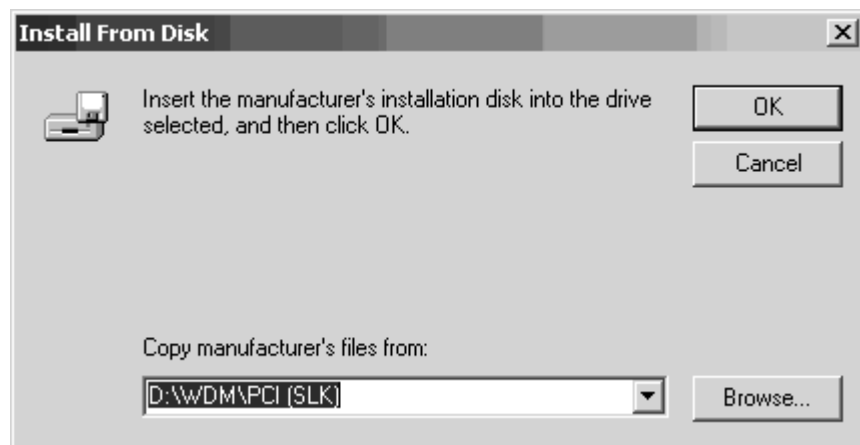 Install From Disk
Insert the manufacturer's installation disk into the drive
selected, and then click OK.
OK
Cancel
Copy manufacturer's files from:
D:\WDM\PCI (SLK)
Browse...